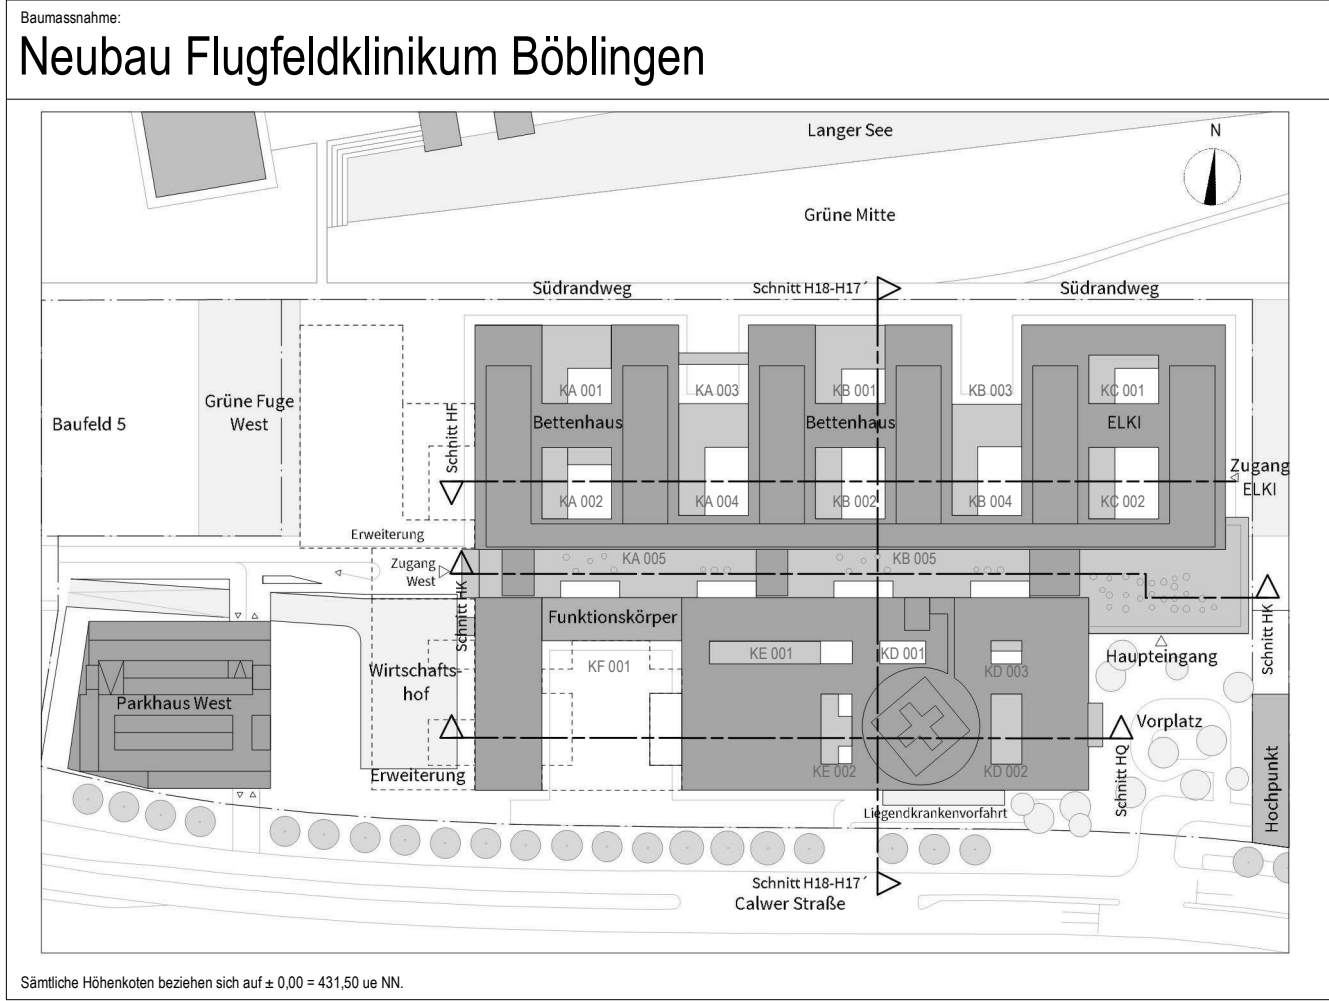 Baumassnahme:
Neubau Flugfeldklinikum Böblingen
Langer See
N
Grüne Mitte
Südrandweg
Schnitt H18-H17´
Südrandweg
KA 001
KA 003
KB 001
KB 003
KC 001
Grüne Fuge
West
Baufeld 5
Bettenhaus
Bettenhaus
ELKI
Schnitt HF
Zugang
ELKI
KA 002
KA 004
KB 002
KB 004
KC 002
Erweiterung
Zugang
West
KA 005
KB 005
Schnitt HK
Funktionskörper
Schnitt HK
KE 001
KD 001
KF 001
KD 003
Haupteingang
Wirtschafts-
hof
Parkhaus West
Vorplatz
Erweiterung
KE 002
KD 002
Schnitt HQ
Hochpunkt
Liegendkrankenvorfahrt
Schnitt H18-H17´
Calwer Straße
Sämtliche Höhenkoten beziehen sich auf ± 0,00 = 431,50 ue NN.